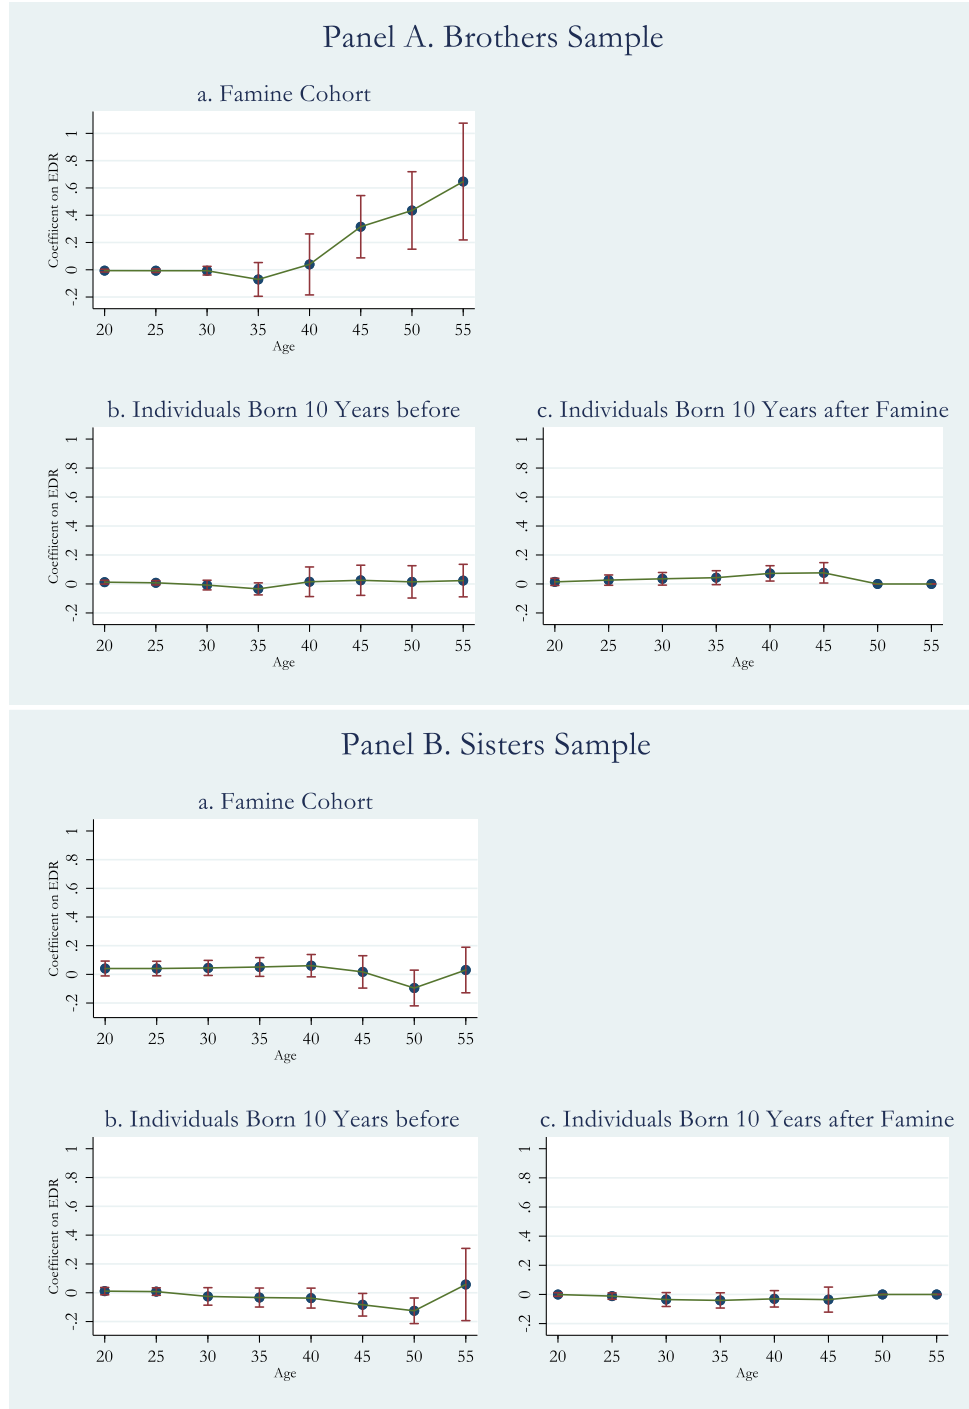 Panel A. Brothers Sample
a. Famine Cohort
Coeffiicent on EDR
1
.8
.6
.4
.2
0
-.2
20 25 30 35 40 45 50 55
Age
b. Individuals Born 10 Years before
Coeffiicent on EDR
1
.8
.6
.4
.2
0
-.2
20 25 30 35 40 45 50 55
Age
c. Individuals Born 10 Years after Famine
1
.8
.6
.4
.2
0
-.2
20 25 30 35 40 45 50 55
Age
Panel B. Sisters Sample
a. Famine Cohort
Coeffiicent on EDR
1
.8
.6
.4
.2
0
-.2
20 25 30 35 40 45 50 55
Age
b. Individuals Born 10 Years before
Coeffiicent on EDR
1
.8
.6
.4
.2
0
-.2
20 25 30 35 40 45 50 55
Age
c. Individuals Born 10 Years after Famine
1
.8
.6
.4
.2
0
-.2
20 25 30 35 40 45 50 55
Age